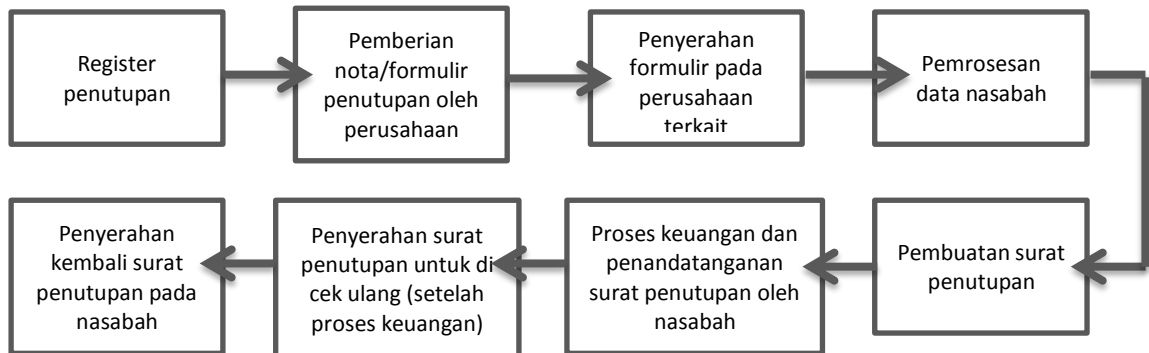 Register
penutupan
Pemberian
nota/formulir
penutupan oleh
perusahaan
Penyerahan
formulir pada
perusahaan
terkait
Pemrosesan
data nasabah
Pembuatan surat
penutupan
Proses keuangan dan
penandatanganan
surat penutupan oleh
nasabah
Penyerahan surat
penutupan untuk di
cek ulang (setelah
proses keuangan)
Penyerahan
kembali surat
penutupan pada
nasabah